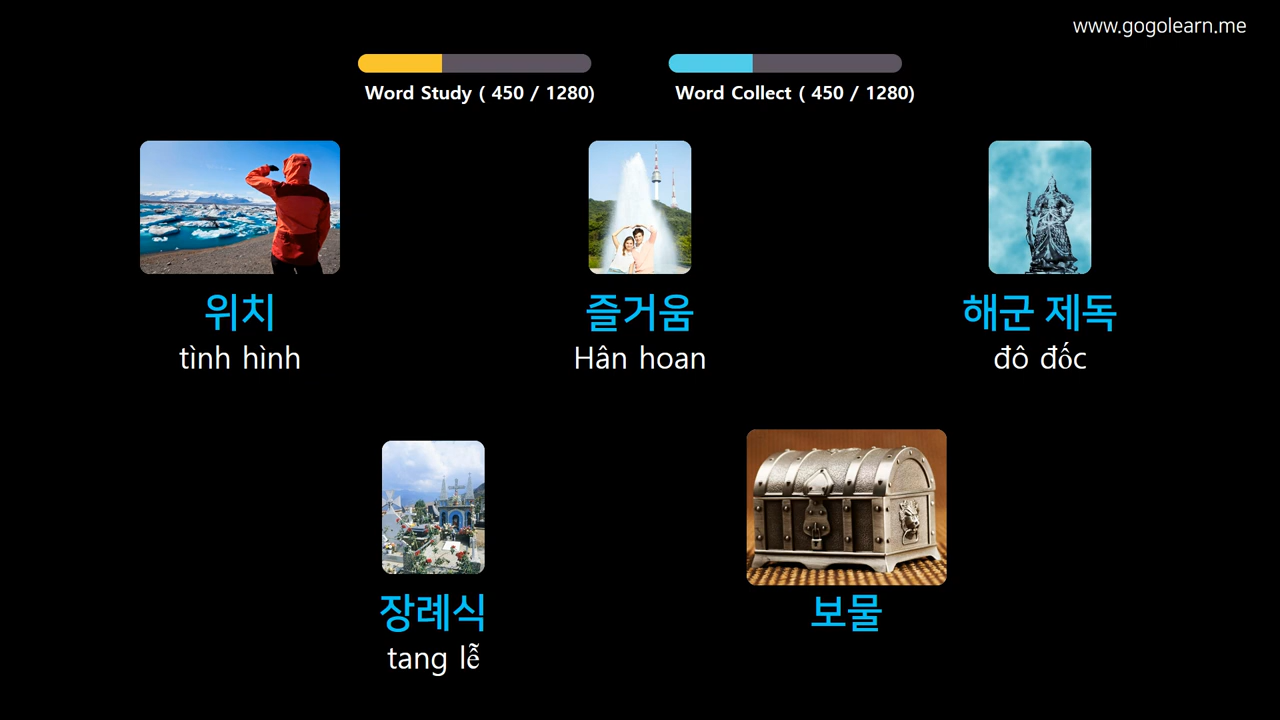 www.gogolearn.me
Word Study ( 450 / 1280)
Word Collect ( 450 / 1280)
위치
tình hình
즐거움
Hân hoan
해군 제독
đô đốc
장례식
tang lễ
보물